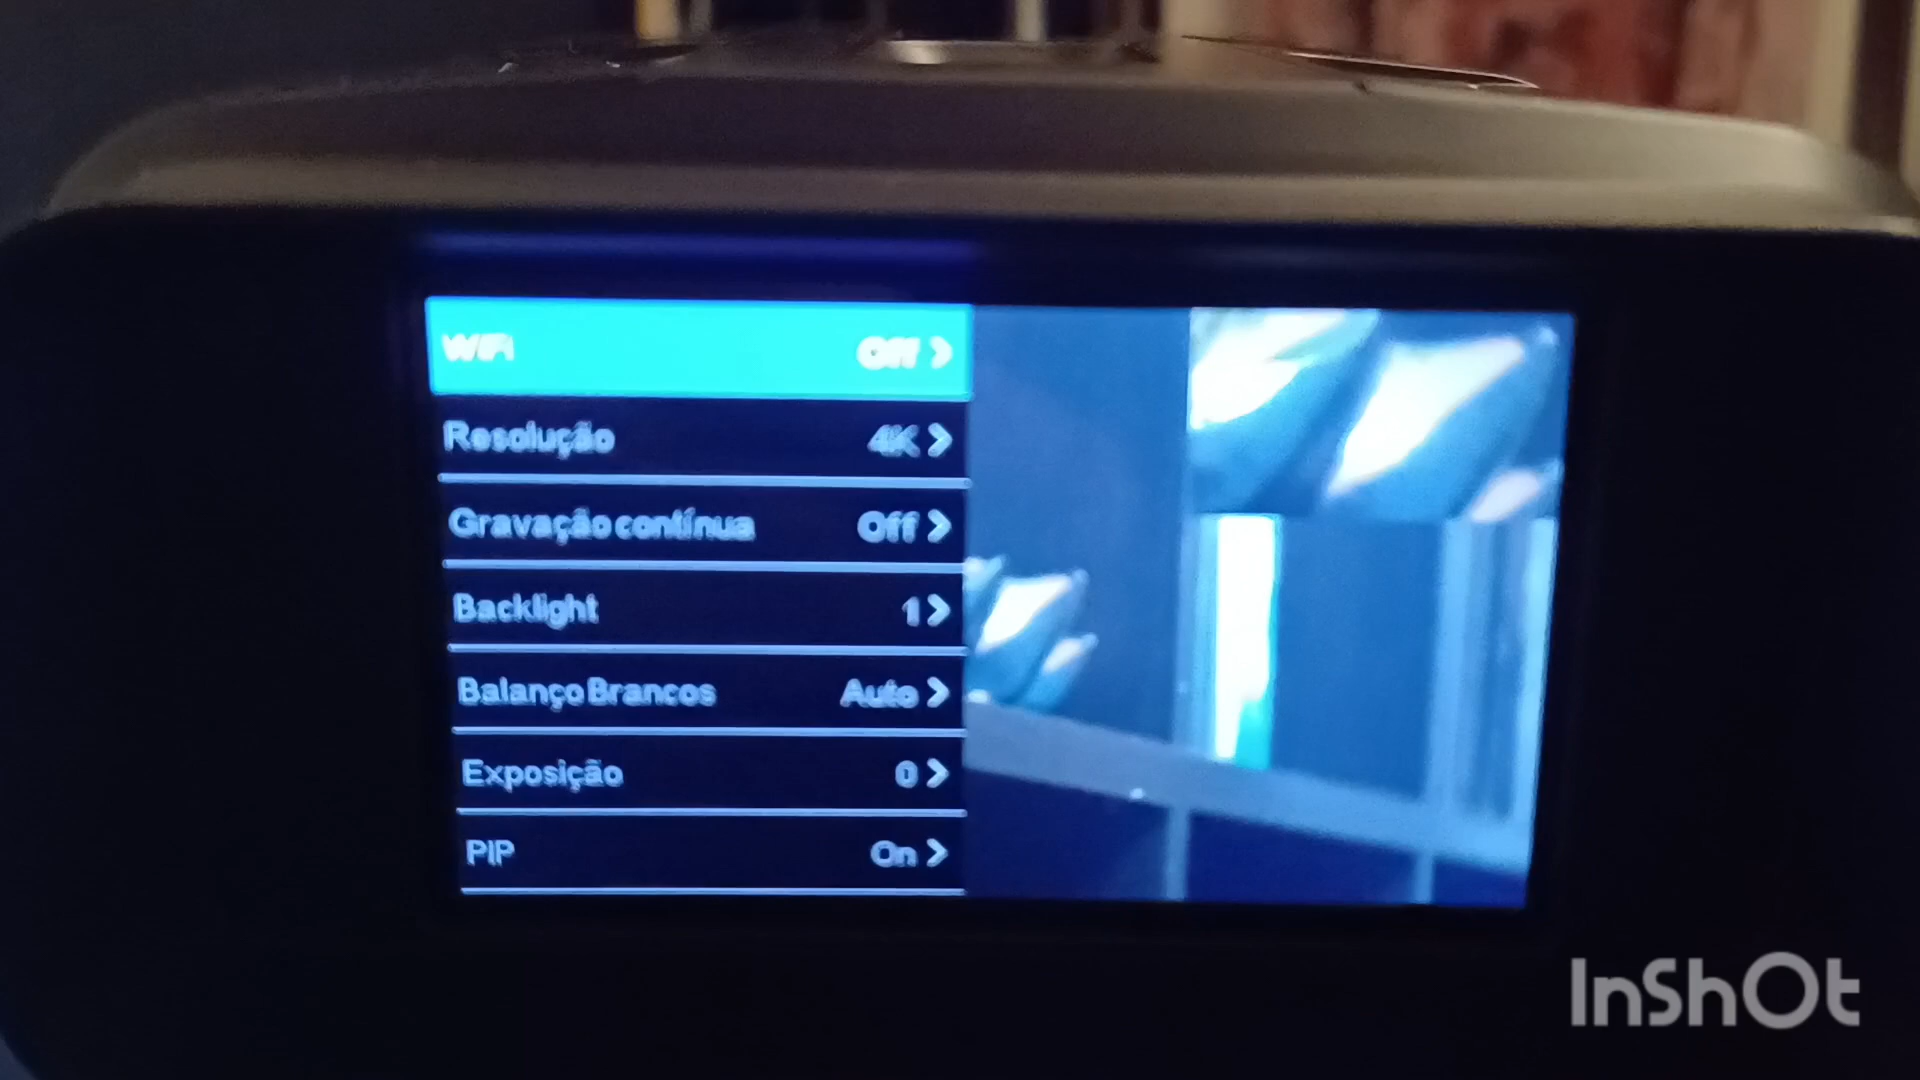 WiFi Off
Resolução 4K
Gravação contínua Off
Backlight 1
Balanço Brancos Auto
Exposição 0
PIP On
InShOt